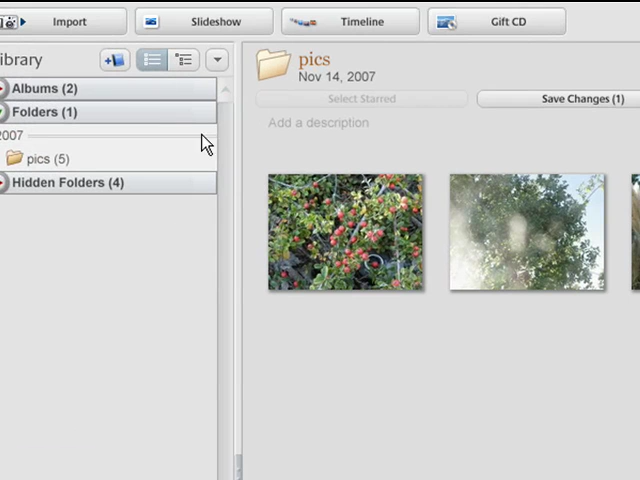 Import
Slideshow
Timeline
Gift CD
ibrary
Albums (2)
Folders (1)
2007
pics (5)
Hidden Folders (4)
pics
Nov 14, 2007
Select Starred
Save Changes (1)
Add a description